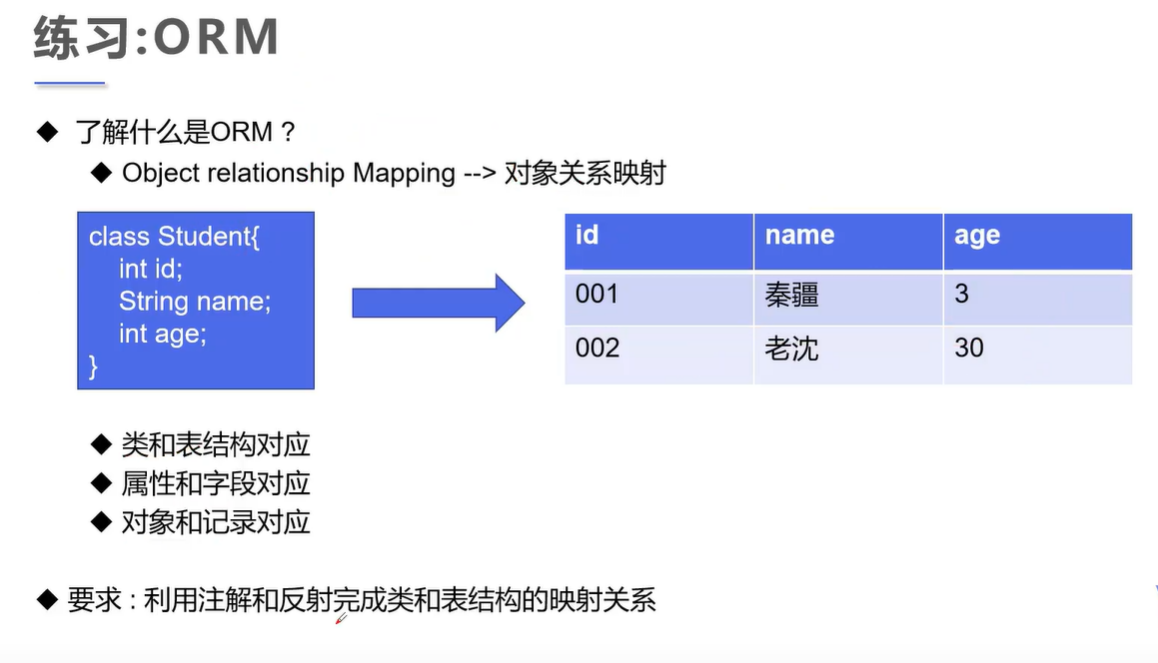 练习:ORM
了解什么是ORM？
Object relationship Mapping --> 对象关系映射
class Student{
int id;
String name;
int age;
}
id name age
001 秦疆 3
002 老沈 30
类和表结构对应
属性和字段对应
对象和记录对应
要求 : 利用注解和反射完成类和表结构的映射关系